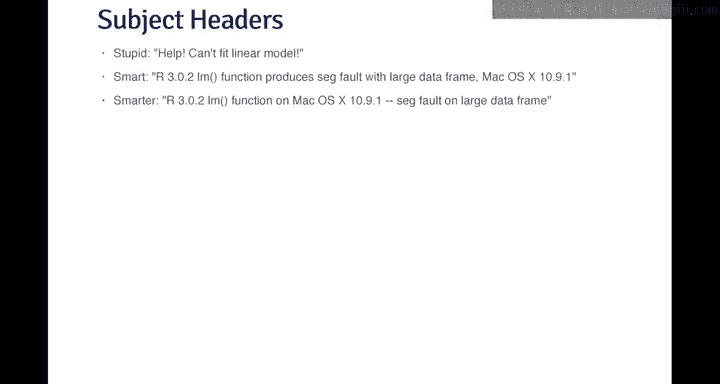 Subject Headers
· Stupid: "Help! Can't fit linear model!"
· Smart: "R 3.0.2 lm() function produces seg fault with large data frame, Mac OS X 10.9.1"
· Smarter: "R 3.0.2 lm() function on Mac OS X 10.9.1 -- seg fault on large data frame"